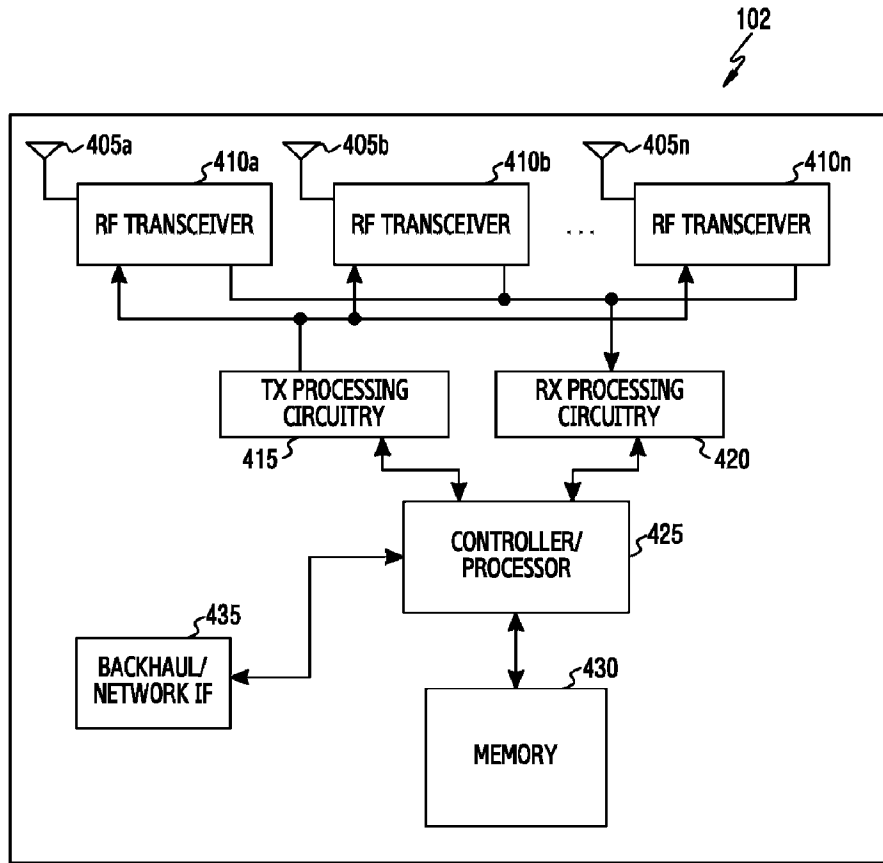 102
405a
410a
405b
410b
405n
410n
RF TRANSCEIVER
RF TRANSCEIVER
...
RF TRANSCEIVER
TX PROCESSING
CIRCUITRY
RX PROCESSING
CIRCUITRY
415
420
CONTROLLER/
PROCESSOR
425
435
BACKHAUL/
NETWORK IF
430
MEMORY